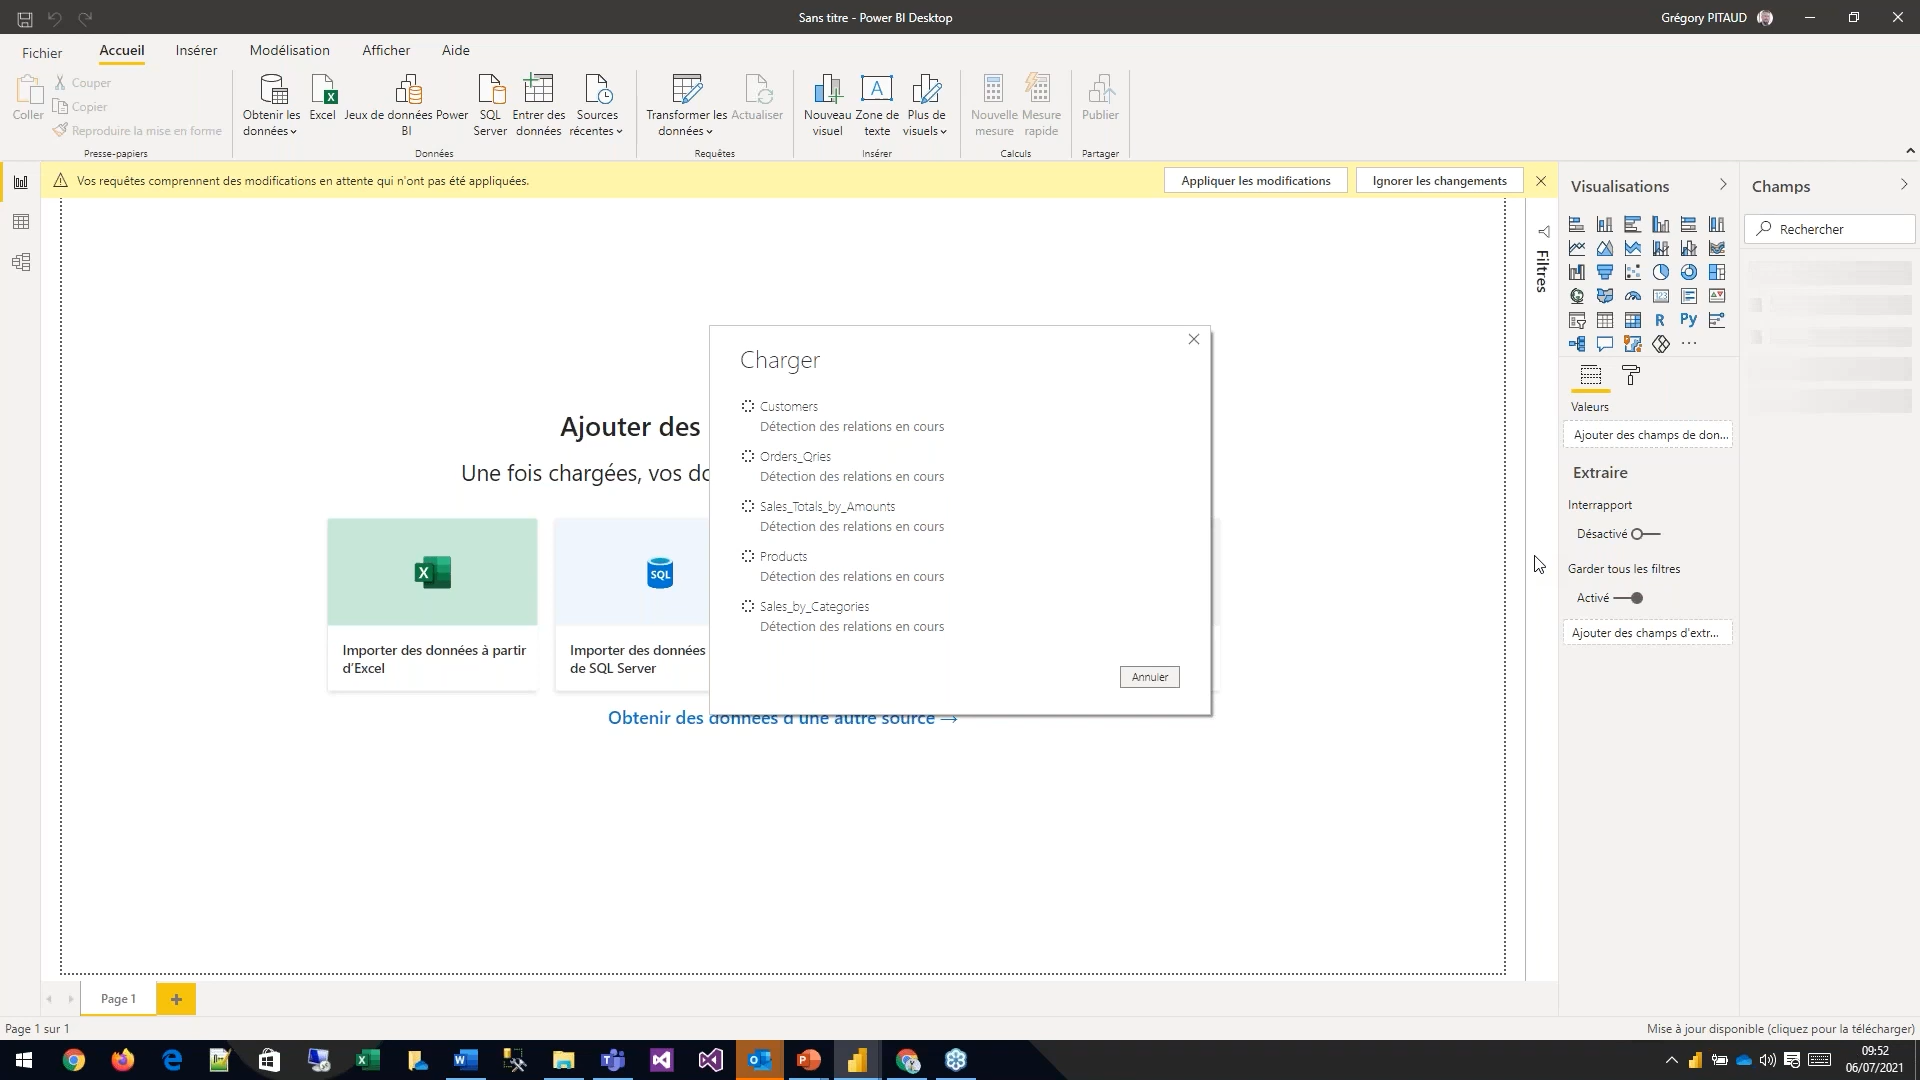 Sans titre - Power BI Desktop
Grégory PITAUD
Fichier
Accueil
Insérer
Modélisation
Afficher
Aide
Coller
Couper
Copier
Reproduire la mise en forme
Presse-papiers
Obtenir les
données
Excel
Jeux de données Power
BI
SQL
Server
Entrer des
données
Sources
récentes
Données
Transformer les
données
Actualiser
Requêtes
Nouveau
visuel
Zone de
texte
Plus de
visuels
Insérer
Nouvelle
mesure
Mesure
rapide
Calculs
Publier
Partager
Vos requêtes comprennent des modifications en attente qui n'ont pas été appliquées.
Appliquer les modifications
Ignorer les changements
Filtres
Ajouter des
Une fois chargées, vos do
Importer des données à partir
d'Excel
SQL
Importer des données
de SQL Server
Obtenir des données d'une autre source →
Charger
Customers
Détection des relations en cours
Orders_Qries
Détection des relations en cours
Sales_Totals_by_Amounts
Détection des relations en cours
Products
Détection des relations en cours
Sales_by_Categories
Détection des relations en cours
Annuler
Visualisations
R
Py
Valeurs
Ajouter des champs de don...
Extraire
Interrapport
Désactivé
Garder tous les filtres
Activé
Ajouter des champs d'extr...
Champs
Rechercher
Page 1
Page 1 sur 1
Mise à jour disponible (cliquez pour la télécharger)
09:52
06/07/2021